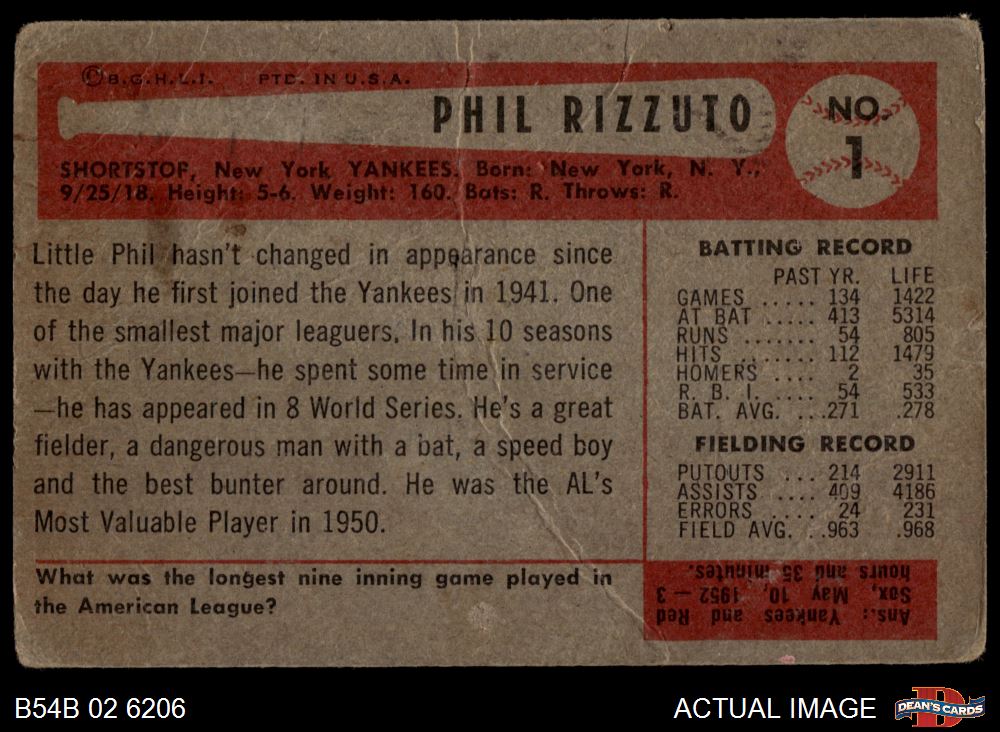 ©B.G.H.L.I. PTD. IN U.S.A.
PHIL RIZZUTO
NO.
1
SHORTSTOP, New York YANKEES. Born: New York, N. Y.,
9/25/18. Height: 5-6. Weight: 160. Bats: R. Throws: R.
Little Phil hasn't changed in appearance since
the day he first joined the Yankees in 1941. One
of the smallest major leaguers. In his 10 seasons
with the Yankees—he spent some time in service
—he has appeared in 8 World Series. He's a great
fielder, a dangerous man with a bat, a speed boy
and the best bunter around. He was the AL's
Most Valuable Player in 1950.
BATTING RECORD
PAST YR. LIFE
GAMES ..... 134 1422
AT BAT ..... 413 5314
RUNS ....... 54 805
HITS ....... 112 1479
HOMERS .... 2 35
R. B. I. .... 54 533
BAT. AVG. ...271 .278
FIELDING RECORD
PUTOUTS ... 214 2911
ASSISTS .... 409 4186
ERRORS .... 24 231
FIELD AVG. ..963 .968
What was the longest nine inning game played in
the American League?
Ans.: Yankees and Red
Sox, May 10, 1952 — 3
hours and 35 minutes.
B54B 02 6206
ACTUAL IMAGE
D
DEAN'S CARDS